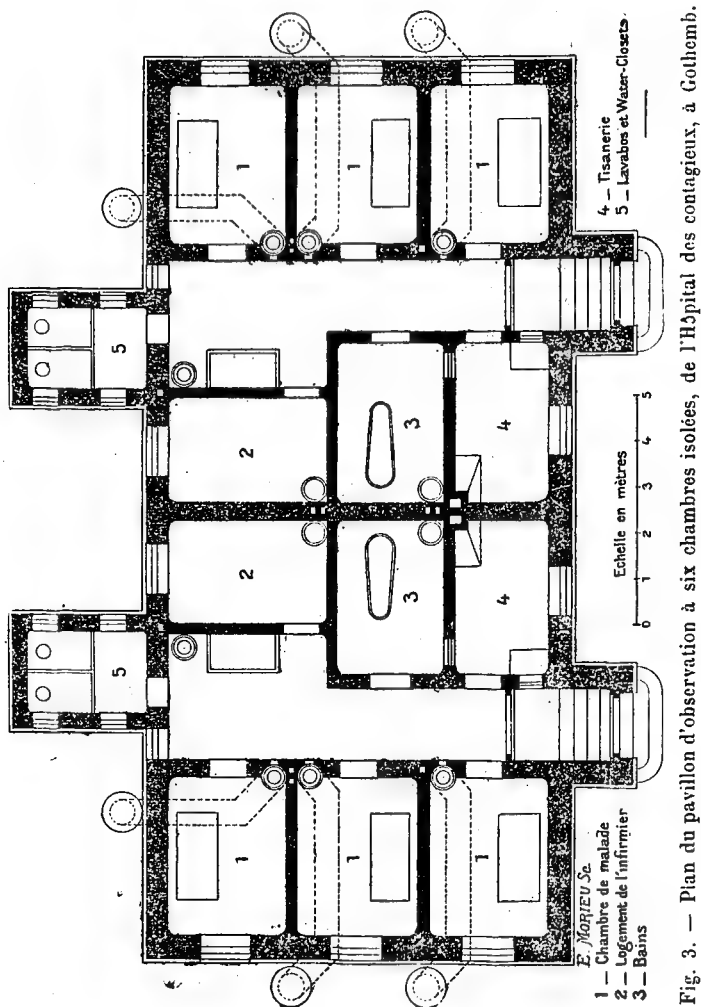 5
5
1
2
2
1
1
3
3
1
1
4
4
1
Echelle en mètres
0 1 2 3 4 5
E. MORIEU Sc.
1 _ Chambre de malade
2 _ Logement de l'infirmier
3 _ Bains
4 _ Tisanerie
5 _ Lavabos et Water-Closets
Fig. 3. — Plan du pavillon d'observation à six chambres isolées, de l'Hôpital des contagieux, à Gothemb.